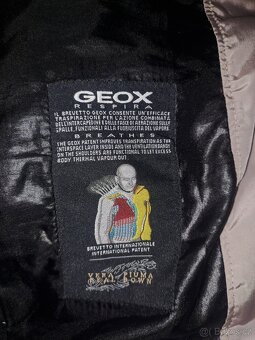 GEOX
RESPIRA
IL BREVETTO GEOX CONSENTE UN'EFFICACE
TRASPIRAZIONE PER L'AZIONE COMBINATA
DELL'INTERCAPEDINE E DELLE FASCE DI AERAZIONE SULLE
SPALLE, FUNZIONALI ALLA FUORIUSCITA DEL VAPORE.
BREATHES
THE GEOX PATENT IMPROVES TRANSPIRATION AS THE
INTERSPACE LAYER INSIDE AND THE VENTILATION BANDS
ON THE SHOULDERS ARE FUNCTIONAL TO LET EXCESS
BODY THERMAL VAPOUR OUT
BREVETTO INTERNAZIONALE
INTERNATIONAL PATENT
VERA PIUMA
REAL DOWN